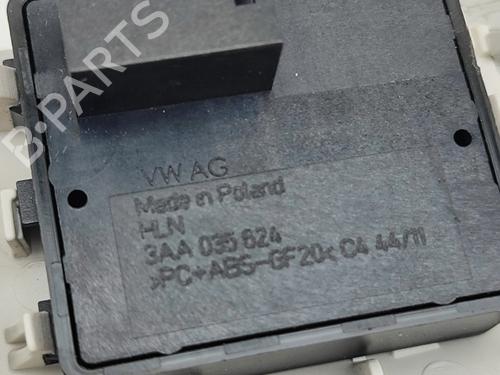 B·PARTS
VW AG
Made in Poland
HLN
3AA 035 624
>PC+ABS-GF20< C4 44/11